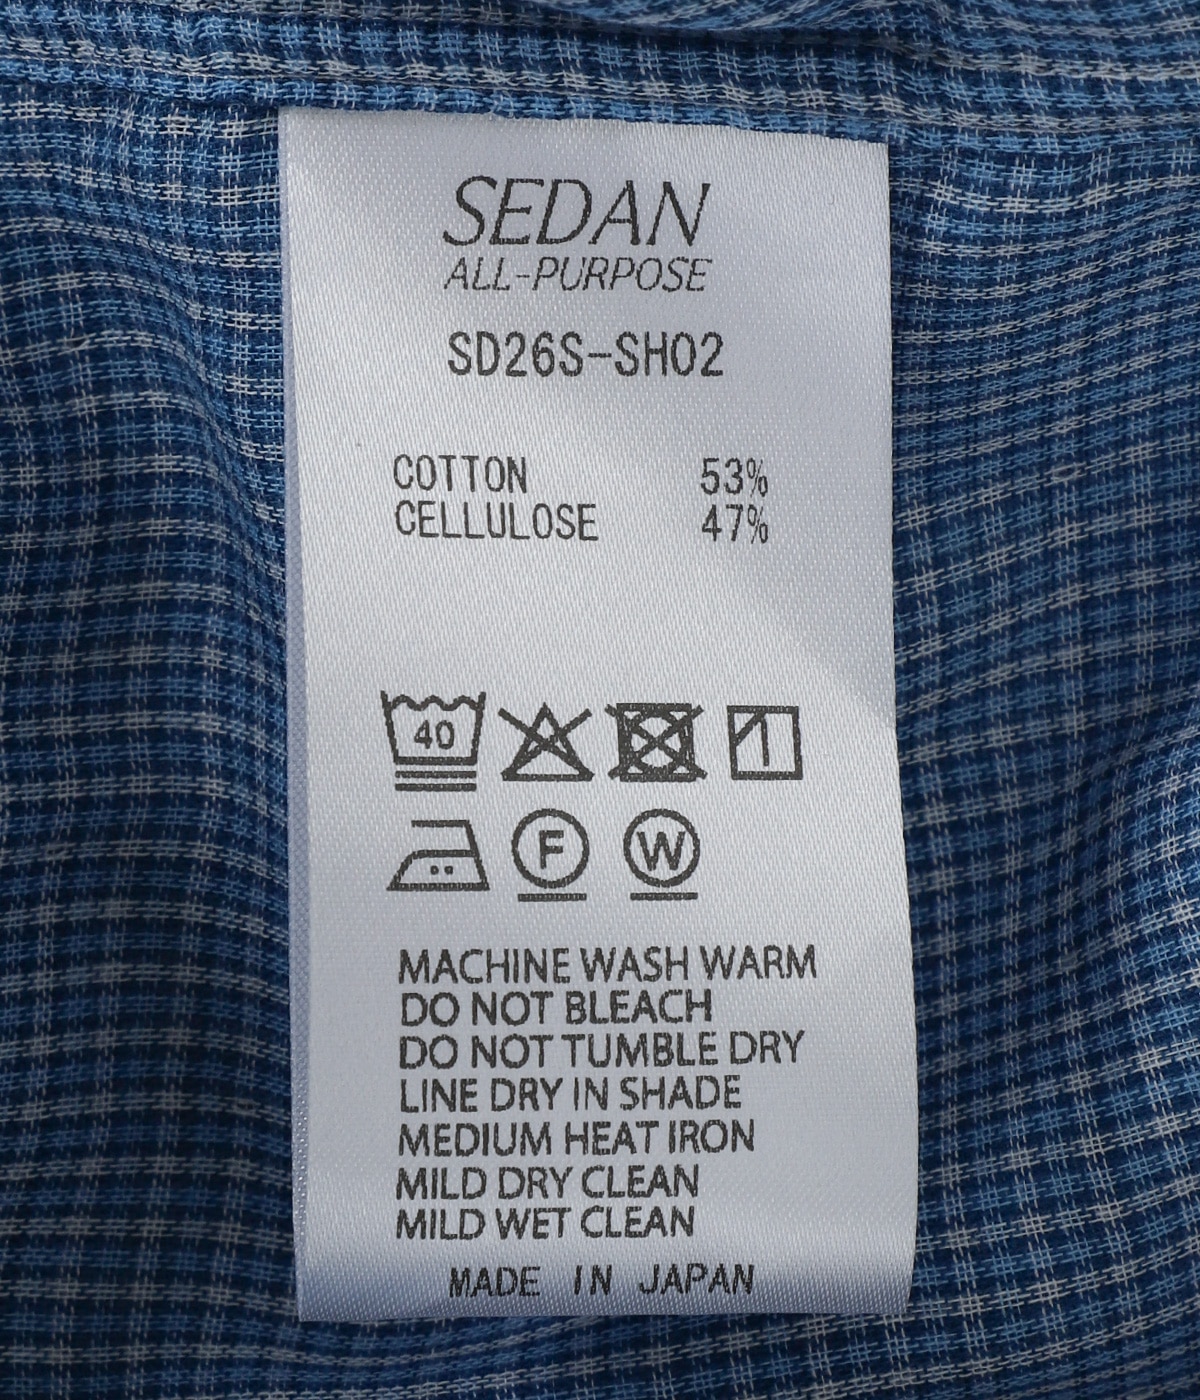 SEDAN
ALL-PURPOSE
SD26S-SH02
COTTON 53%
CELLULOSE 47%
40
F W
MACHINE WASH WARM
DO NOT BLEACH
DO NOT TUMBLE DRY
LINE DRY IN SHADE
MEDIUM HEAT IRON
MILD DRY CLEAN
MILD WET CLEAN
MADE IN JAPAN